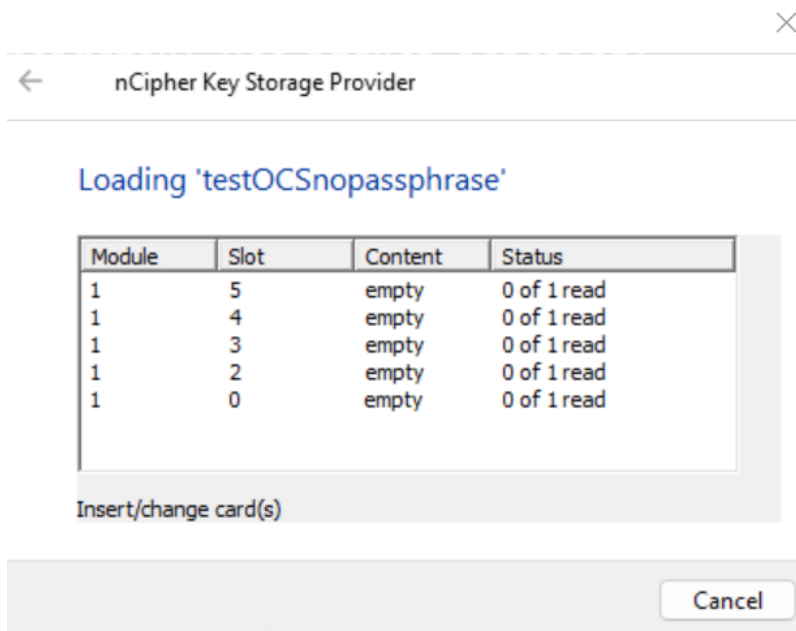 nCipher Key Storage Provider
Loading 'testOCSnopassphrase'
Module Slot Content Status
1 5 empty 0 of 1 read
1 4 empty 0 of 1 read
1 3 empty 0 of 1 read
1 2 empty 0 of 1 read
1 0 empty 0 of 1 read
Insert/change card(s)
Cancel